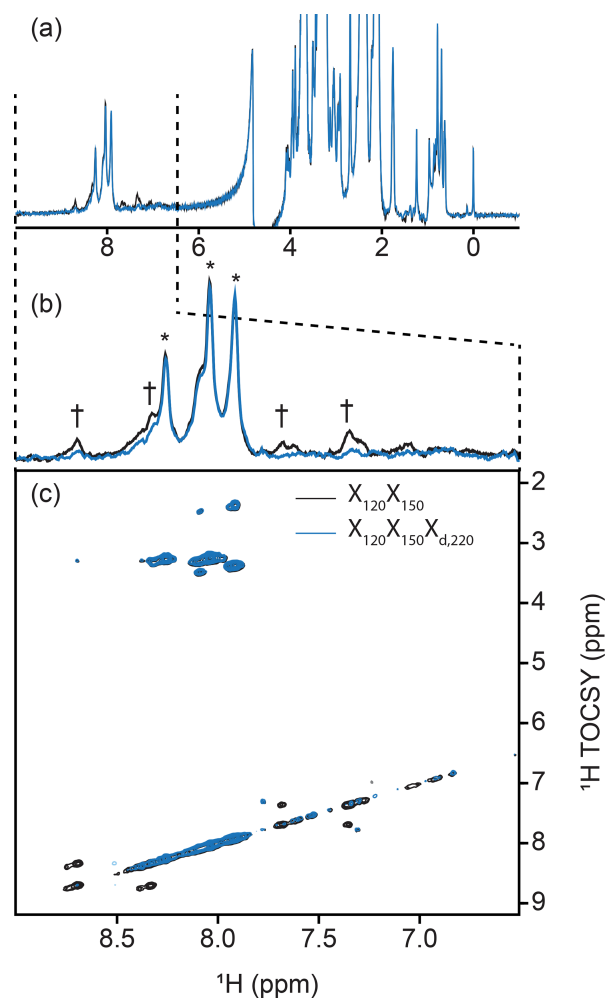 (a)
8 6 4 2 0
(b)
* * *
† † † †
(c)
X120X150
X120X150Xd,220
2
3
4
5
6
7
8
9
¹H TOCSY (ppm)
8.5 8.0 7.5 7.0
¹H (ppm)